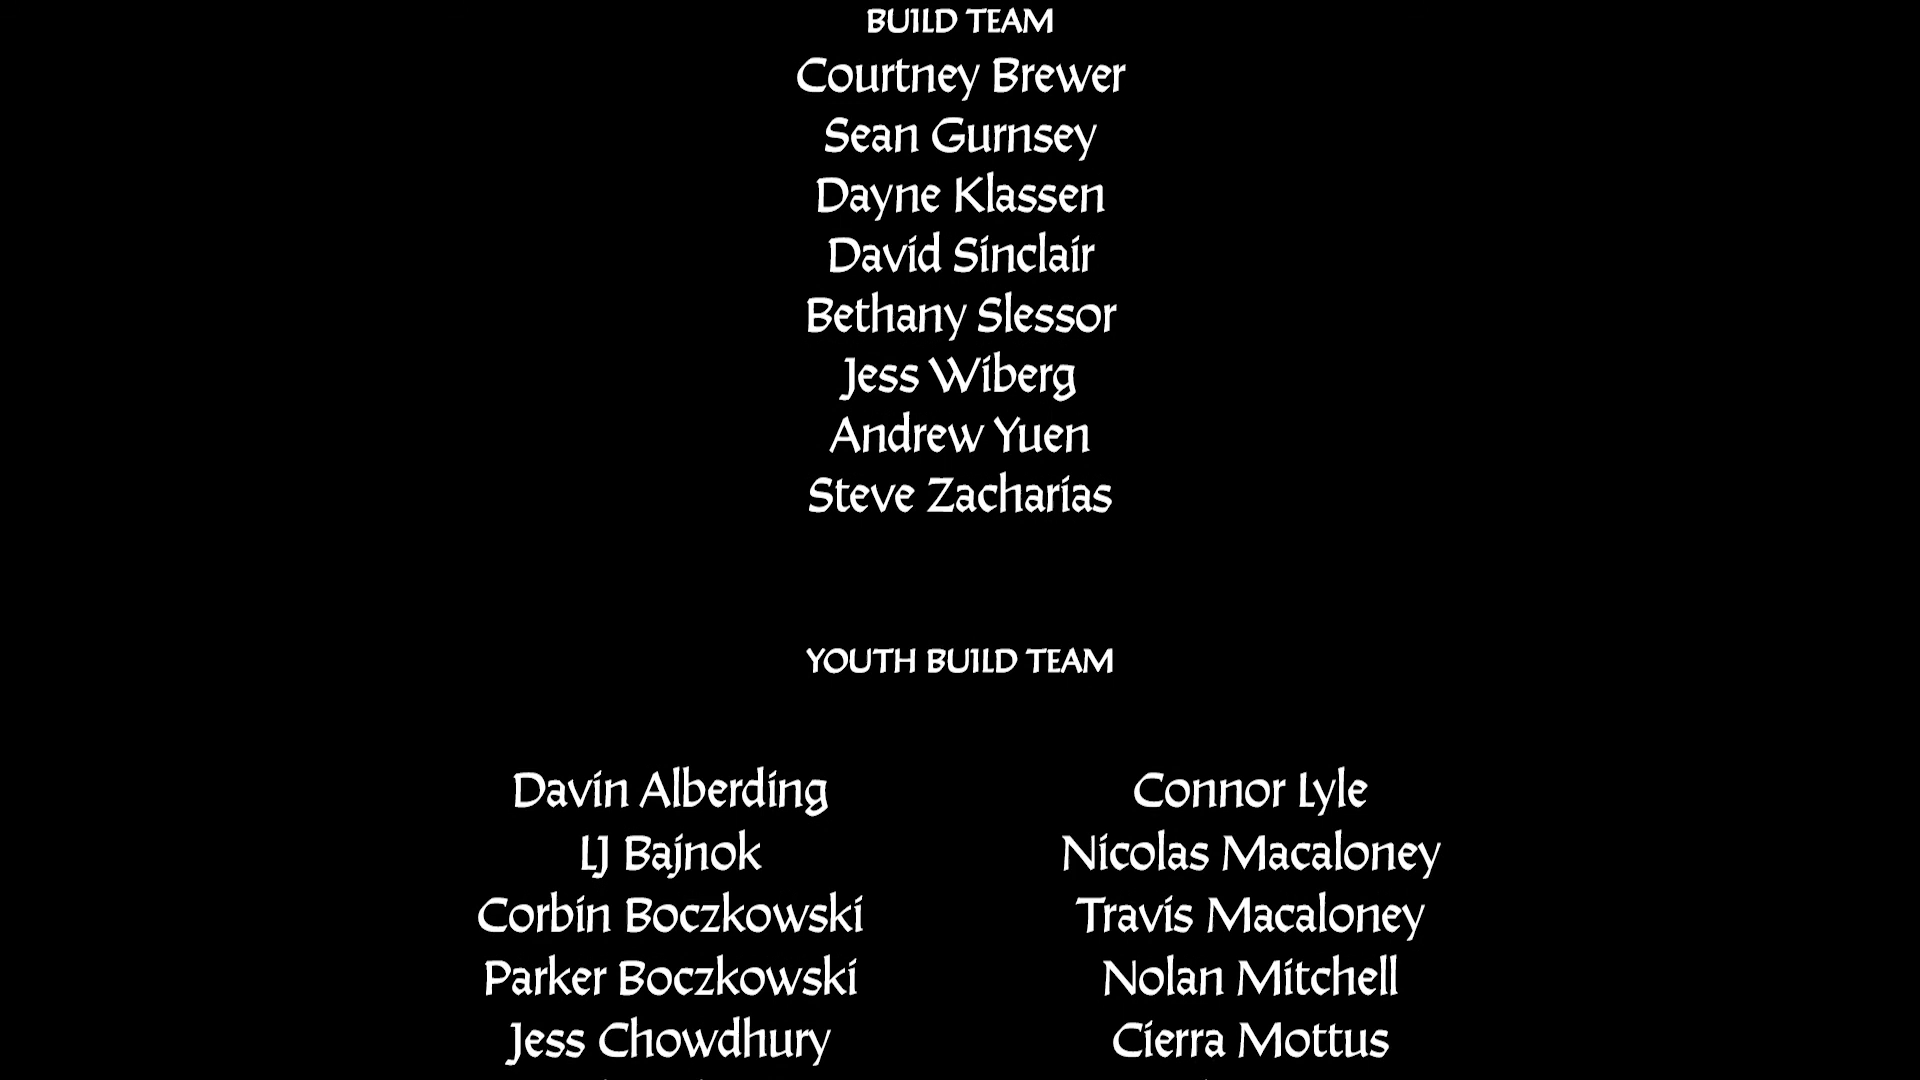 BUILD TEAM
Courtney Brewer
Sean Gurnsey
Dayne Klassen
David Sinclair
Bethany Slessor
Jess Wiberg
Andrew Yuen
Steve Zacharias
YOUTH BUILD TEAM
Davin Alberding
LJ Bajnok
Corbin Boczkowski
Parker Boczkowski
Jess Chowdhury
Connor Lyle
Nicolas Macaloney
Travis Macaloney
Nolan Mitchell
Cierra Mottus